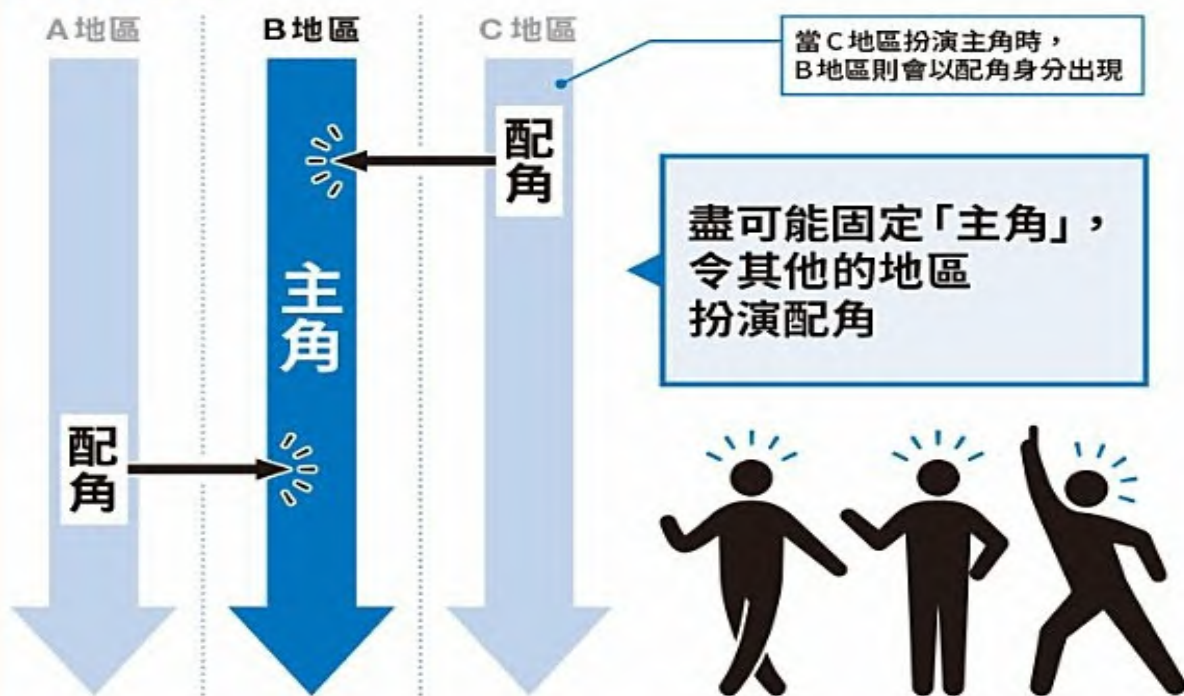 A地區
B地區
C地區
當C地區扮演主角時，
B地區則會以配角身分出現
配角
主角
盡可能固定「主角」，
令其他的地區
扮演配角
配角